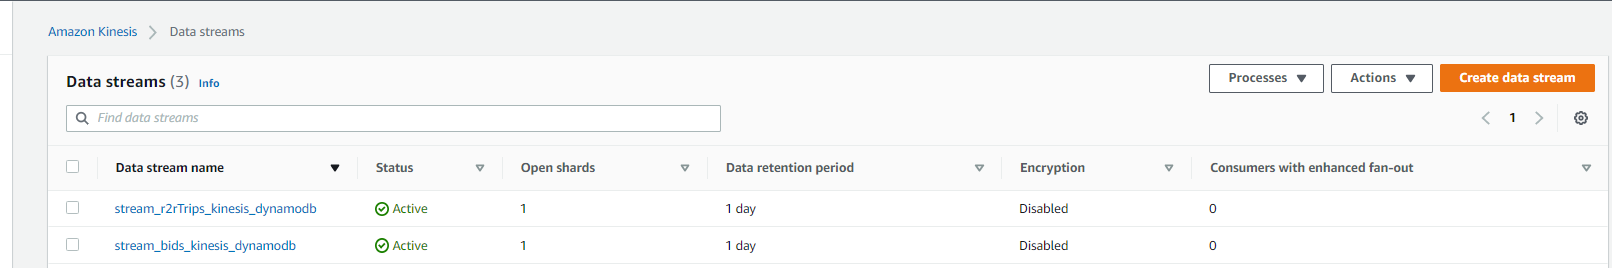 Amazon Kinesis > Data streams
Data streams (3) Info
Processes Actions Create data stream
Find data streams
1
Data stream name Status Open shards Data retention period Encryption Consumers with enhanced fan-out
stream_r2rTrips_kinesis_dynamodb Active 1 1 day Disabled 0
stream_bids_kinesis_dynamodb Active 1 1 day Disabled 0